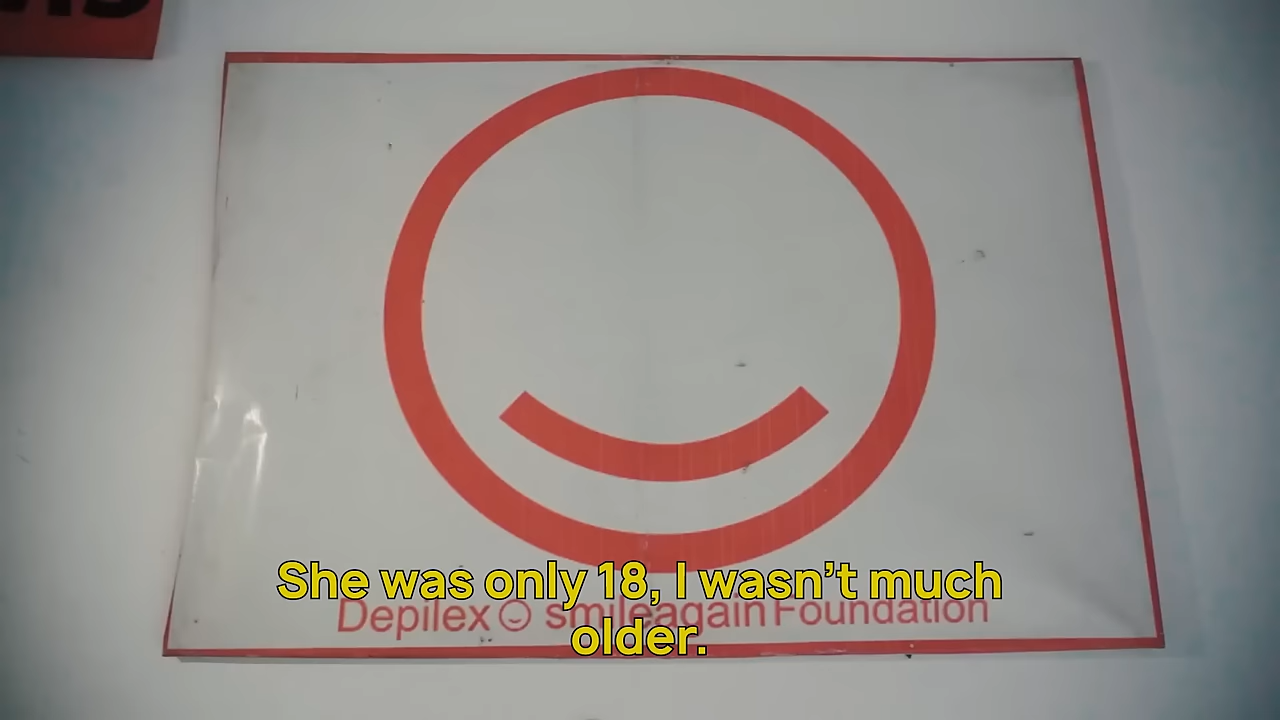 She was only 18, I wasn't much
older.
Depilex smileagain Foundation